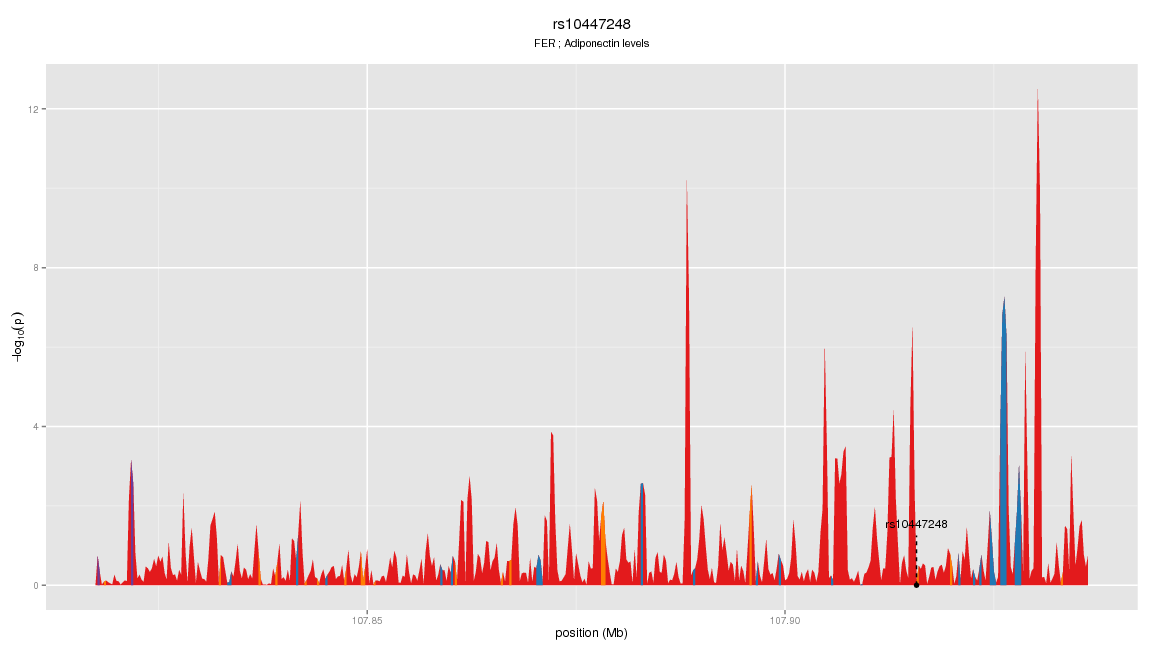 rs10447248
FER ; Adiponectin levels
12
8
4
0
−log10(p)
rs10447248
107.85
107.90
position (Mb)